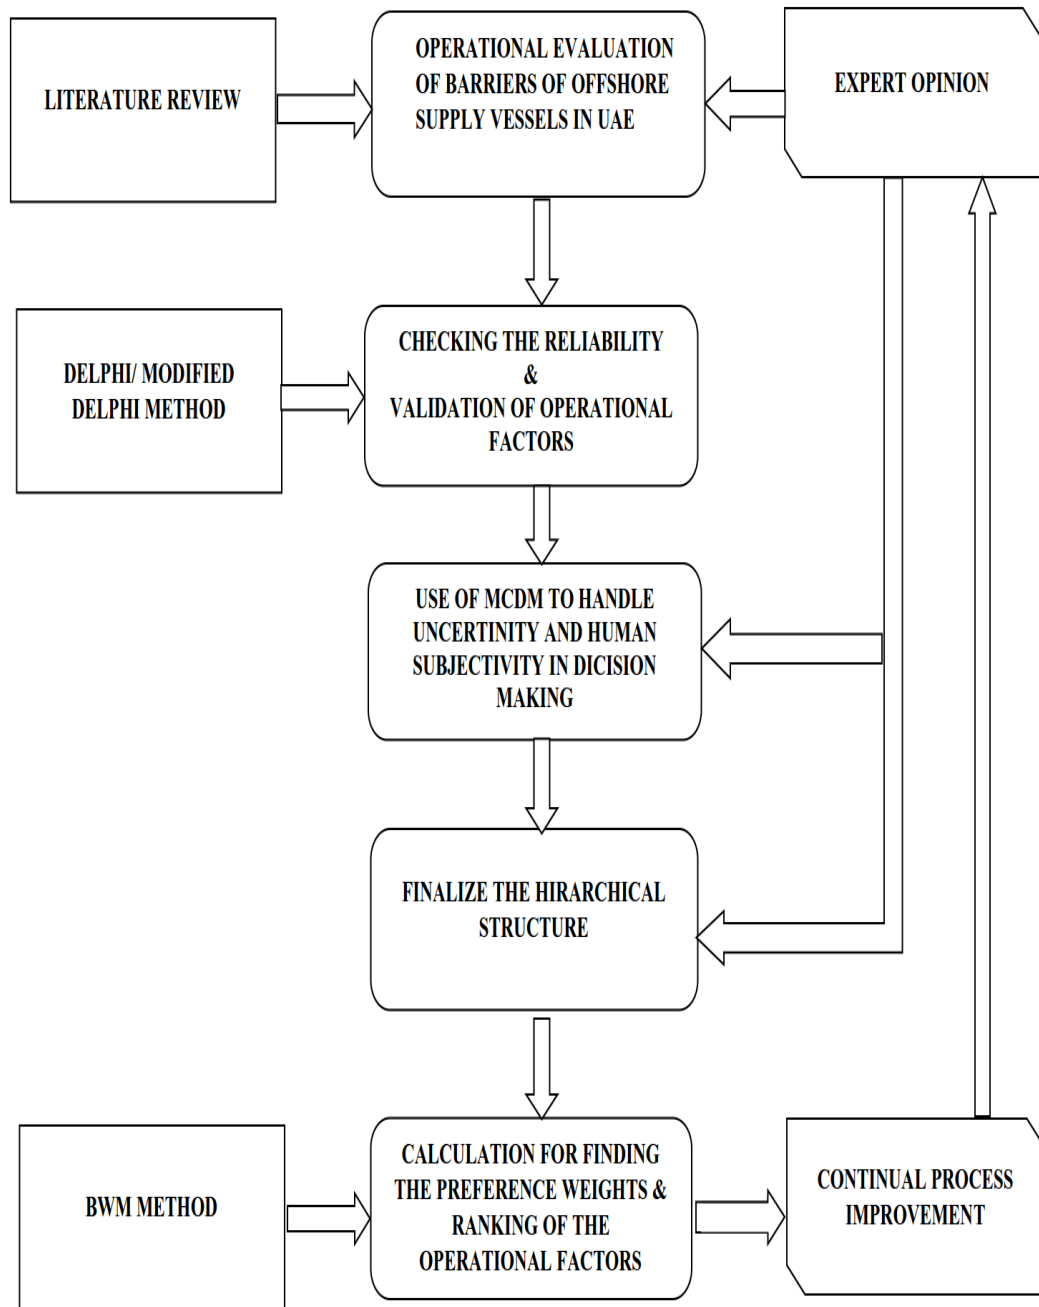 LITERATURE REVIEW
OPERATIONAL EVALUATION
OF BARRIERS OF OFFSHORE
SUPPLY VESSELS IN UAE
EXPERT OPINION
DELPHI/ MODIFIED
DELPHI METHOD
CHECKING THE RELIABILITY
&
VALIDATION OF OPERATIONAL
FACTORS
USE OF MCDM TO HANDLE
UNCERTINITY AND HUMAN
SUBJECTIVITY IN DICISION
MAKING
FINALIZE THE HIRARCHICAL
STRUCTURE
BWM METHOD
CALCULATION FOR FINDING
THE PREFERENCE WEIGHTS &
RANKING OF THE
OPERATIONAL FACTORS
CONTINUAL PROCESS
IMPROVEMENT